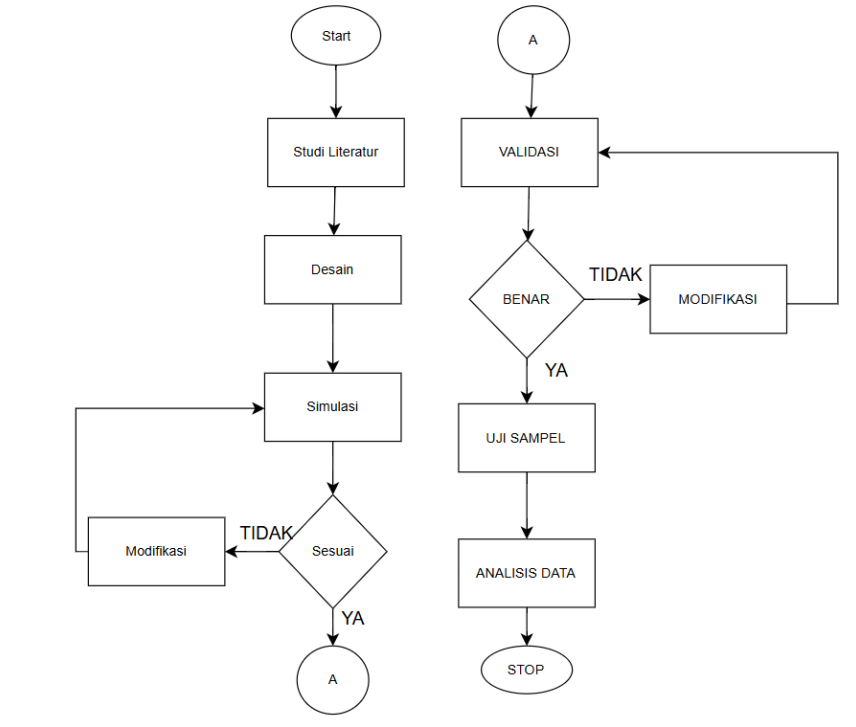 Start
Studi Literatur
Desain
Simulasi
Sesuai
TIDAK
Modifikasi
YA
A
A
VALIDASI
BENAR
TIDAK
MODIFIKASI
YA
UJI SAMPEL
ANALISIS DATA
STOP